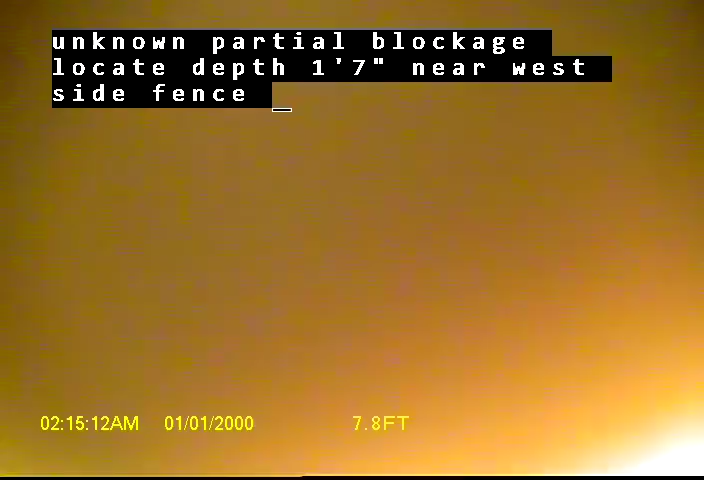 unknown partial blockage
locate depth 1'7" near west
side fence _
02:15:12AM 01/01/2000 7.8FT